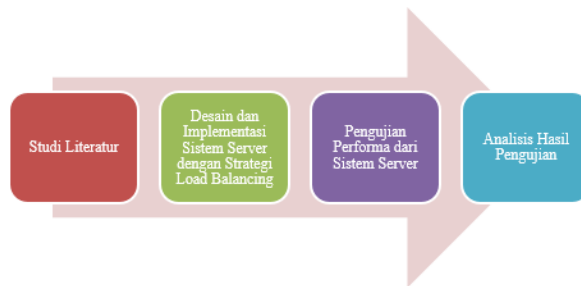 Studi Literatur
Desain dan
Implementasi
Sistem Server
dengan Strategi
Load Balancing
Pengujian
Performa dari
Sistem Server
Analisis Hasil
Pengujian